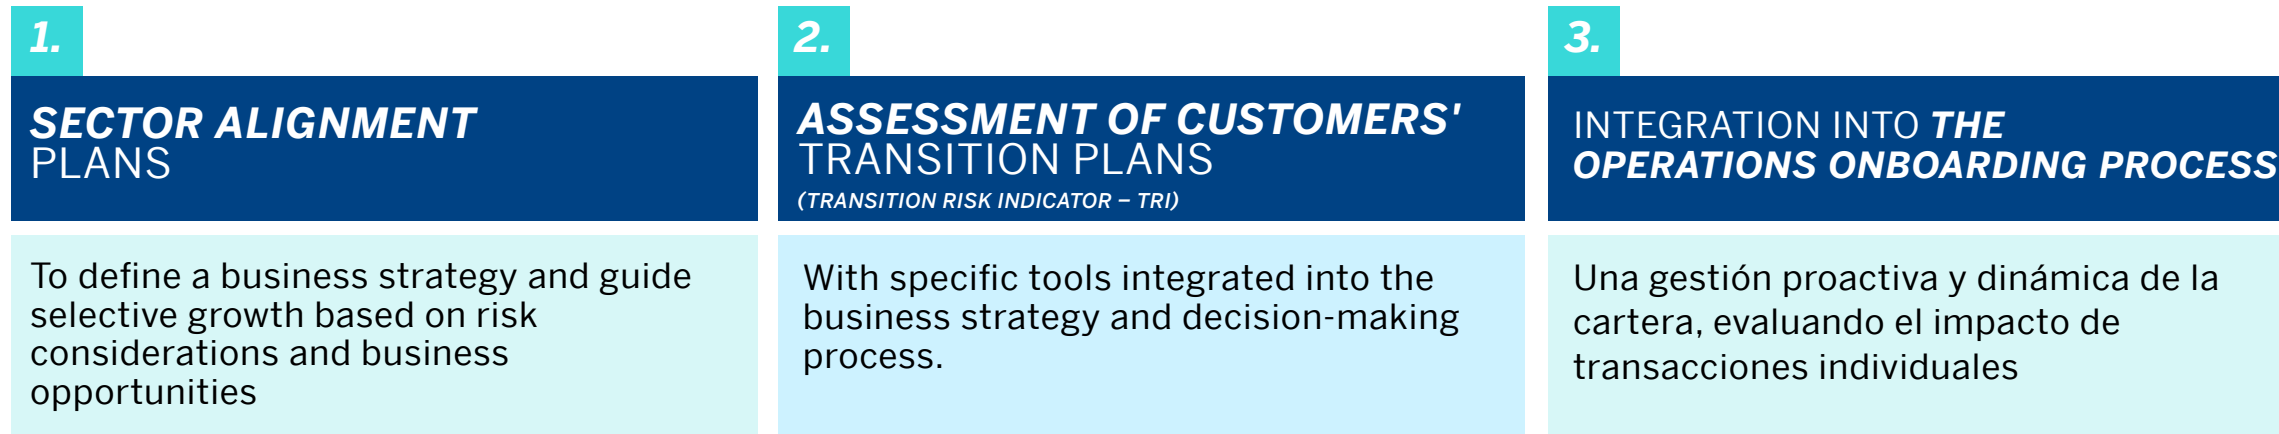 1.
SECTOR ALIGNMENT
PLANS
To define a business strategy and guide
selective growth based on risk
considerations and business
opportunities
2.
ASSESSMENT OF CUSTOMERS'
TRANSITION PLANS
(TRANSITION RISK INDICATOR – TRI)
With specific tools integrated into the
business strategy and decision-making
process.
3.
INTEGRATION INTO THE
OPERATIONS ONBOARDING PROCESS
Una gestión proactiva y dinámica de la
cartera, evaluando el impacto de
transacciones individuales